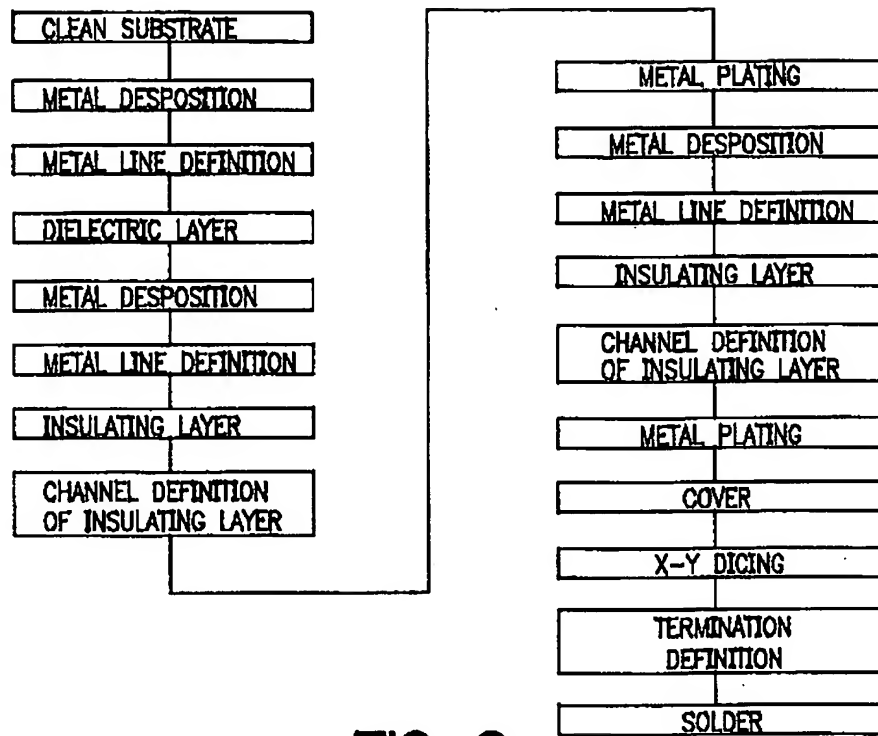 CLEAN SUBSTRATE
METAL DESPOSITION
METAL LINE DEFINITION
DIELECTRIC LAYER
METAL DESPOSITION
METAL LINE DEFINITION
INSULATING LAYER
CHANNEL DEFINITION
OF INSULATING LAYER
METAL PLATING
METAL DESPOSITION
METAL LINE DEFINITION
INSULATING LAYER
CHANNEL DEFINITION
OF INSULATING LAYER
METAL PLATING
COVER
X-Y DICING
TERMINATION
DEFINITION
SOLDER